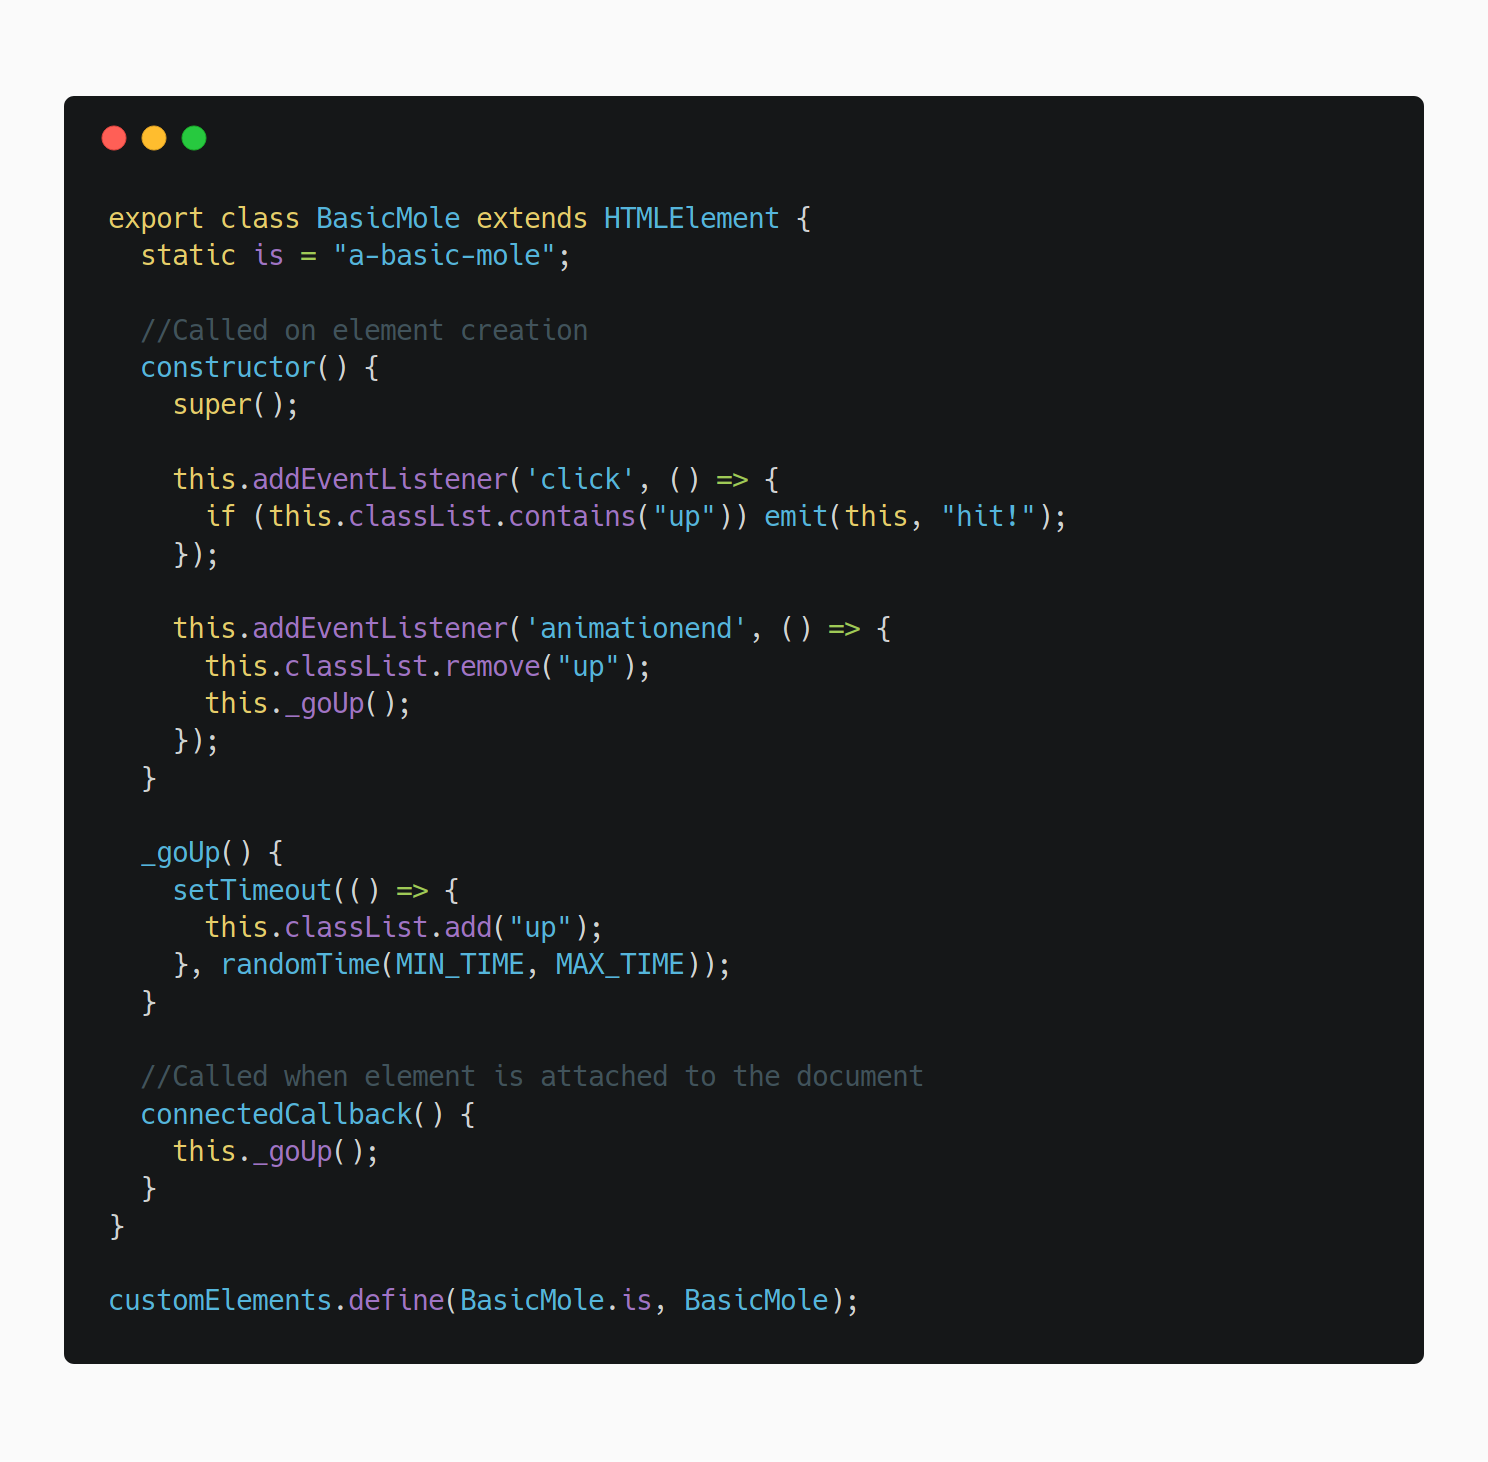 export class BasicMole extends HTMLElement {
  static is = "a-basic-mole";

  //Called on element creation
  constructor() {
    super();

    this.addEventListener('click', () => {
      if (this.classList.contains("up")) emit(this, "hit!");
    });

    this.addEventListener('animationend', () => {
      this.classList.remove("up");
      this._goUp();
    });
  }

  _goUp() {
    setTimeout(() => {
      this.classList.add("up");
    }, randomTime(MIN_TIME, MAX_TIME));
  }

  //Called when element is attached to the document
  connectedCallback() {
    this._goUp();
  }
}

customElements.define(BasicMole.is, BasicMole);